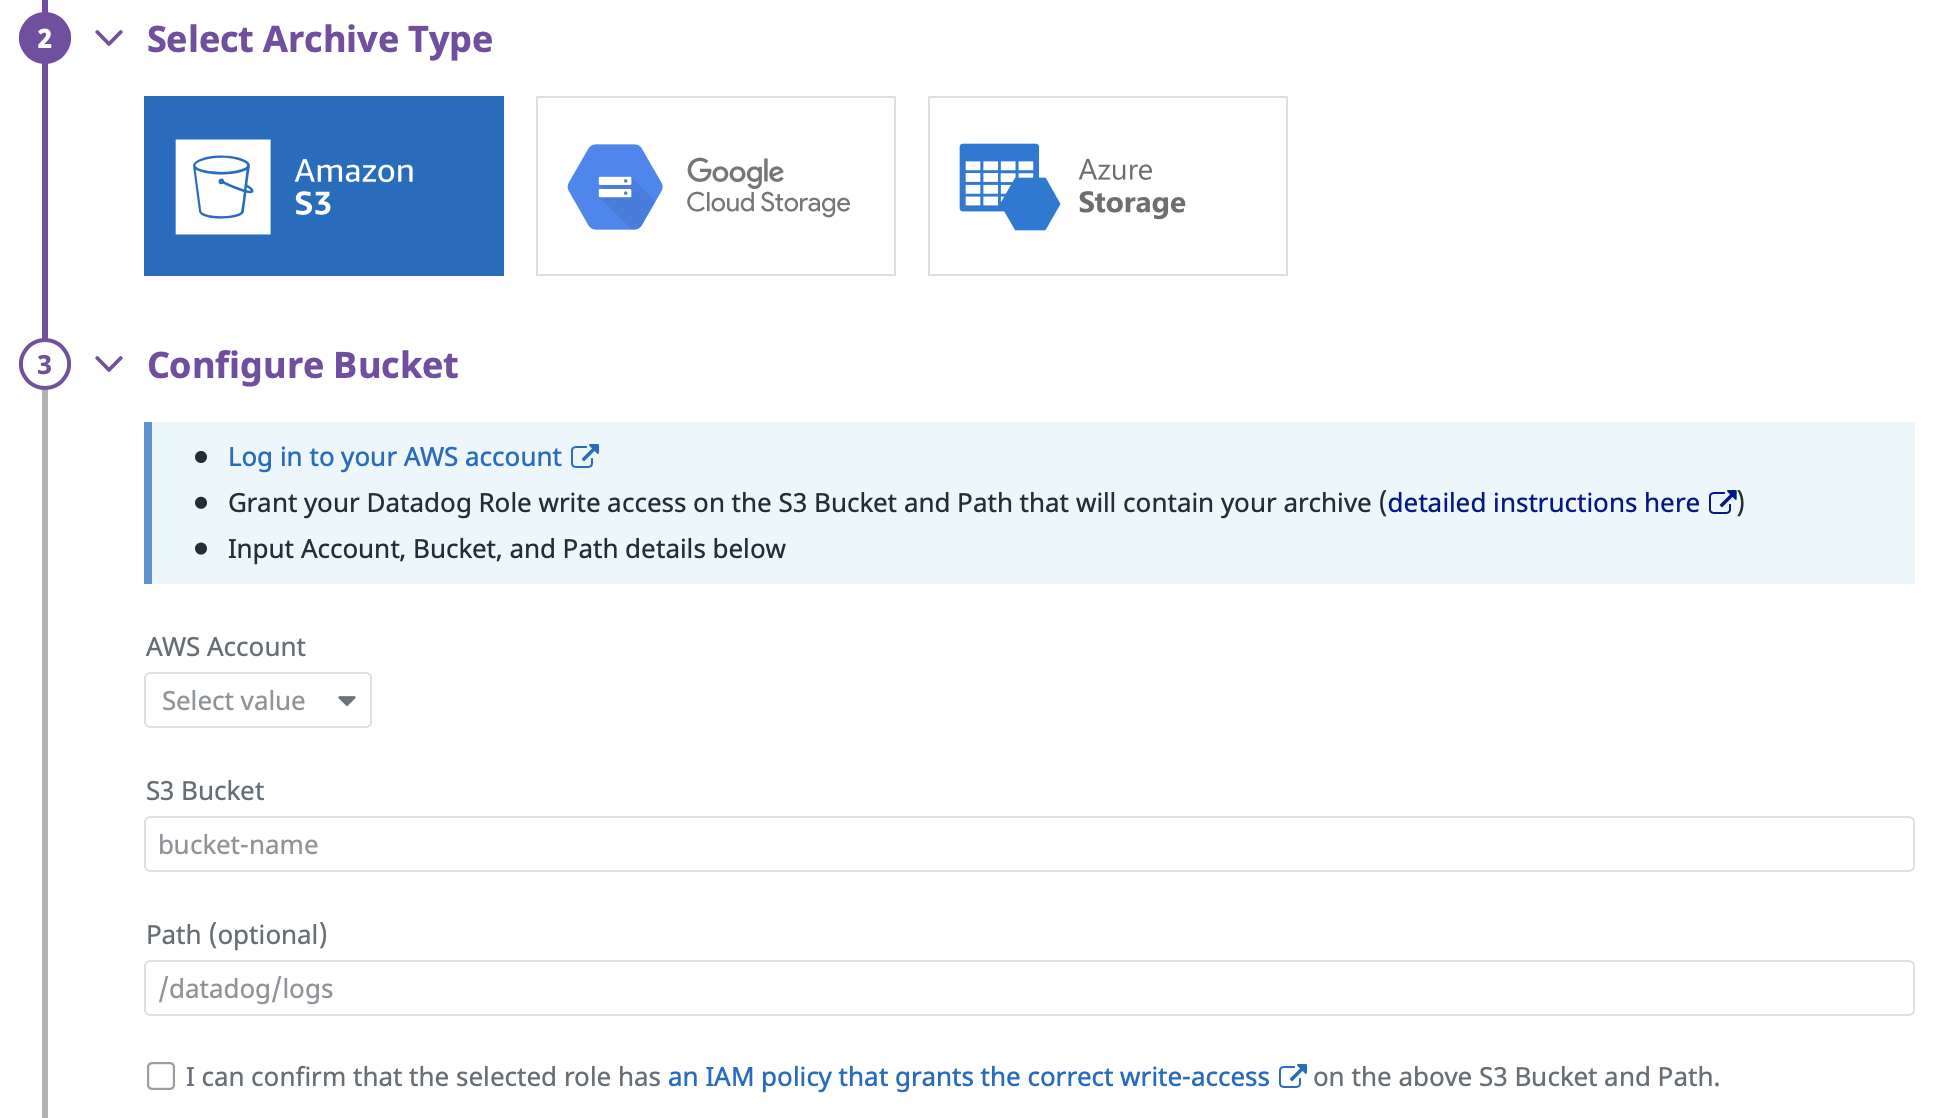 2
Select Archive Type
Amazon
S3
Google
Cloud Storage
Azure
Storage
3
Configure Bucket
Log in to your AWS account
Grant your Datadog Role write access on the S3 Bucket and Path that will contain your archive (detailed instructions here)
Input Account, Bucket, and Path details below
AWS Account
Select value
S3 Bucket
bucket-name
Path (optional)
/datadog/logs
I can confirm that the selected role has an IAM policy that grants the correct write-access on the above S3 Bucket and Path.